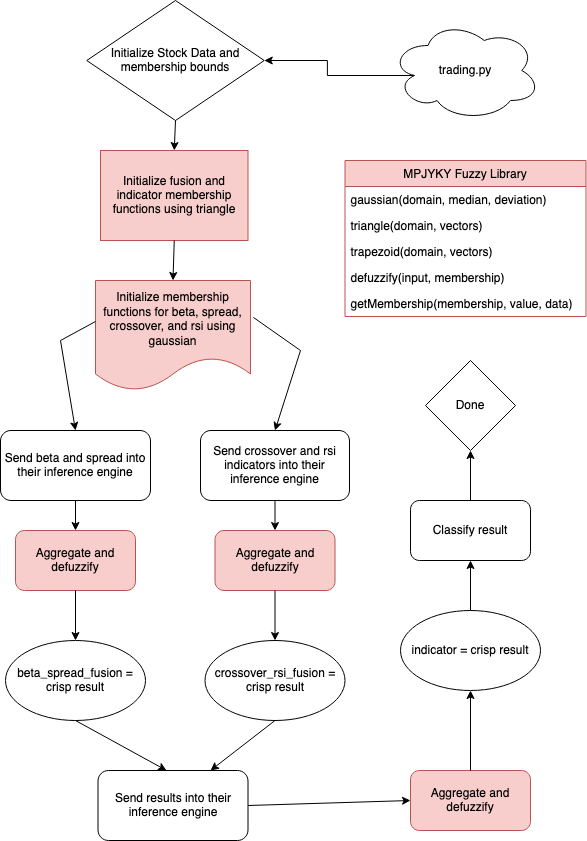 Initialize Stock Data and
membership bounds
trading.py
Initialize fusion and
indicator membership
functions using triangle
MPJYKY Fuzzy Library
gaussian(domain, median, deviation)
triangle(domain, vectors)
trapezoid(domain, vectors)
defuzzify(input, membership)
getMembership(membership, value, data)
Initialize membership
functions for beta, spread,
crossover, and rsi using
gaussian
Send beta and spread into
their inference engine
Send crossover and rsi
indicators into their
inference engine
Done
Aggregate and
defuzzify
Aggregate and
defuzzify
Classify result
beta_spread_fusion =
crisp result
crossover_rsi_fusion =
crisp result
indicator = crisp result
Send results into their
inference engine
Aggregate and
defuzzify